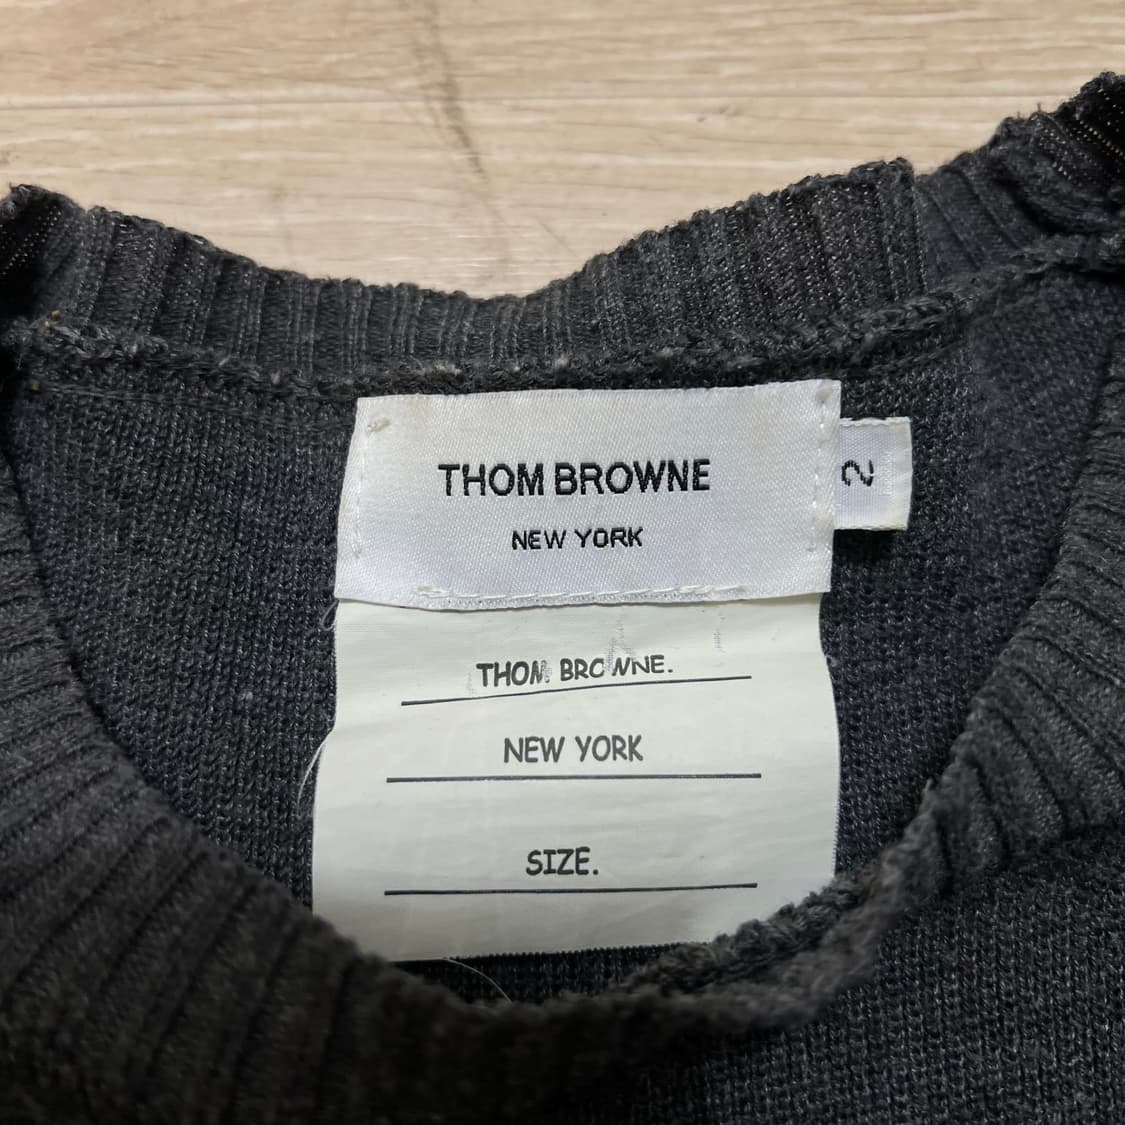 THOM BROWNE
NEW YORK
2
THOM BROWNE.
NEW YORK
SIZE.